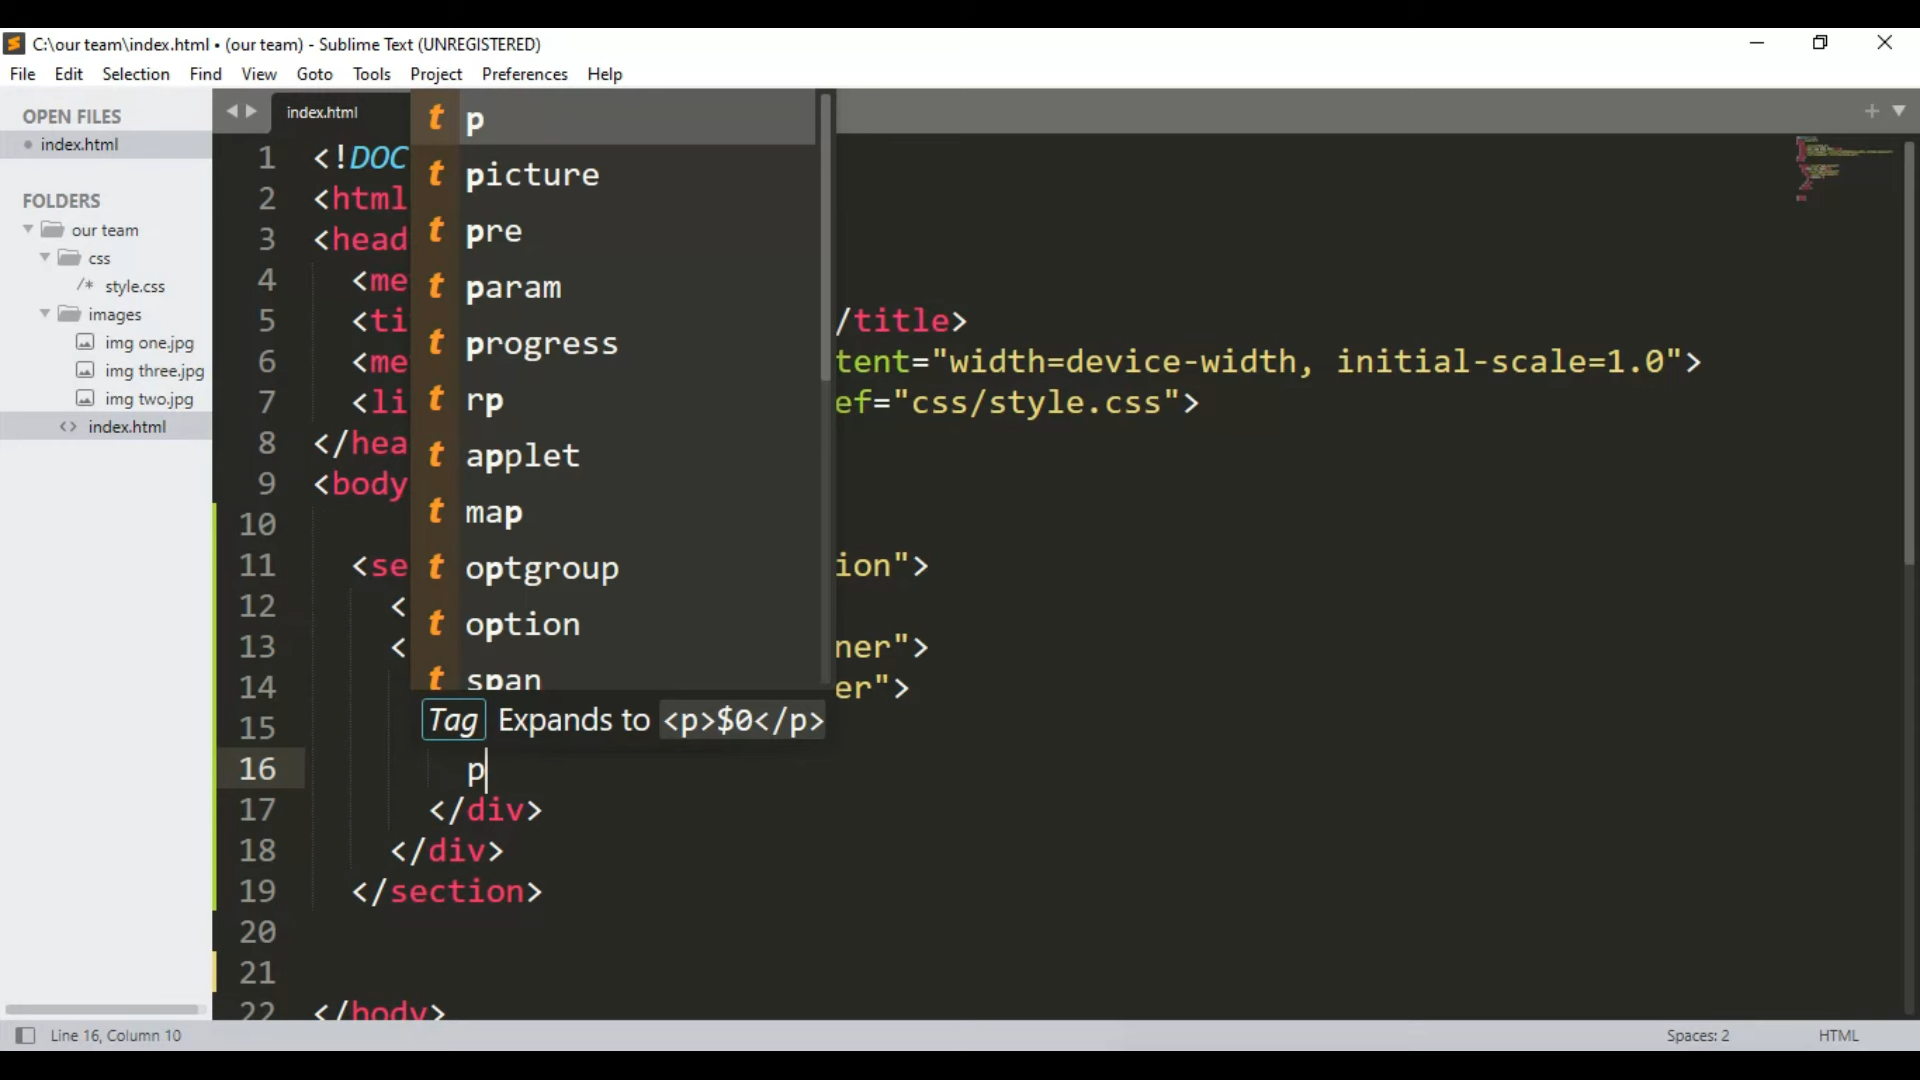 C:\our team\index.html • (our team) - Sublime Text (UNREGISTERED)
File Edit Selection Find View Goto Tools Project Preferences Help
OPEN FILES
index.html
FOLDERS
our team
css
/* style.css
images
img one.jpg
img three.jpg
img two.jpg
<> index.html
index.html
1 <!DOC
2 <html
3 <head
4 <me
5 <ti /title>
6 <me tent="width=device-width, initial-scale=1.0">
7 <li ef="css/style.css">
8 </hea
9 <body
10
11 <se ion">
12 <
13 < ner">
14 er">
15
16 p
17 </div>
18 </div>
19 </section>
20
21
22 </body>
t p
t picture
t pre
t param
t progress
t rp
t applet
t map
t optgroup
t option
t span
Tag Expands to <p>$0</p>
Line 16, Column 10
Spaces: 2
HTML